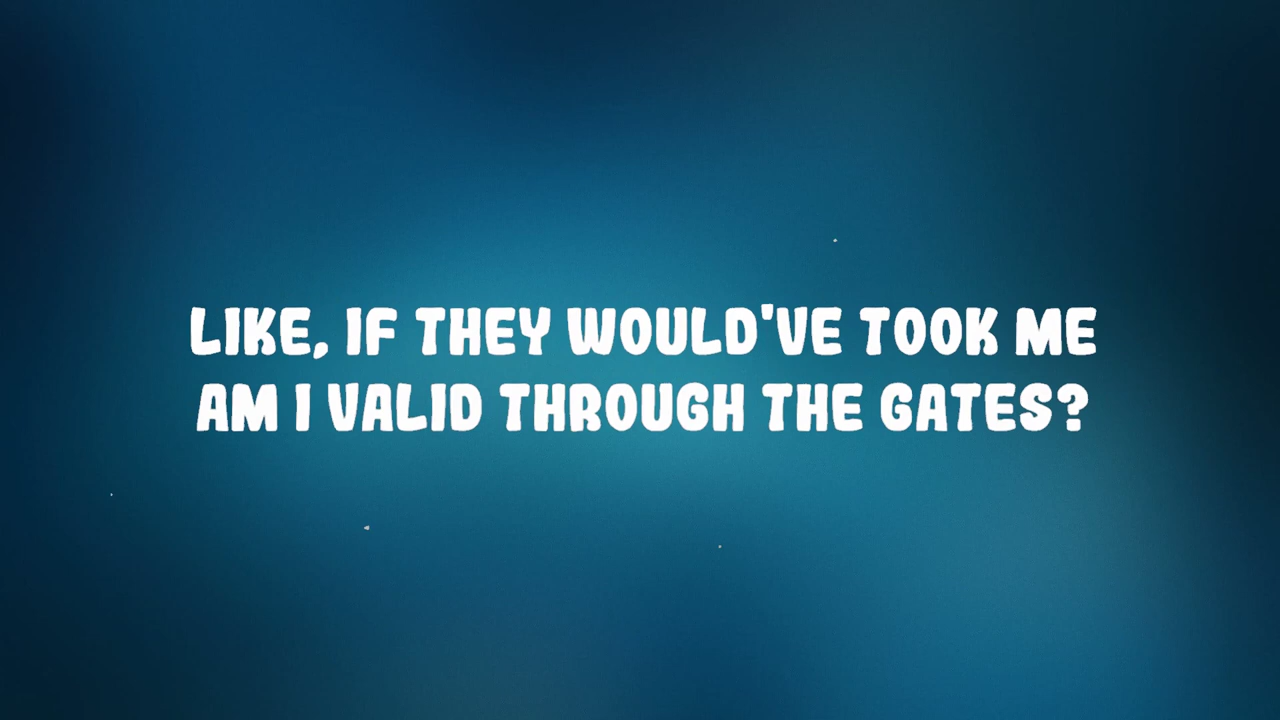 LIKE, IF THEY WOULD'VE TOOK ME
AM I VALID THROUGH THE GATES?